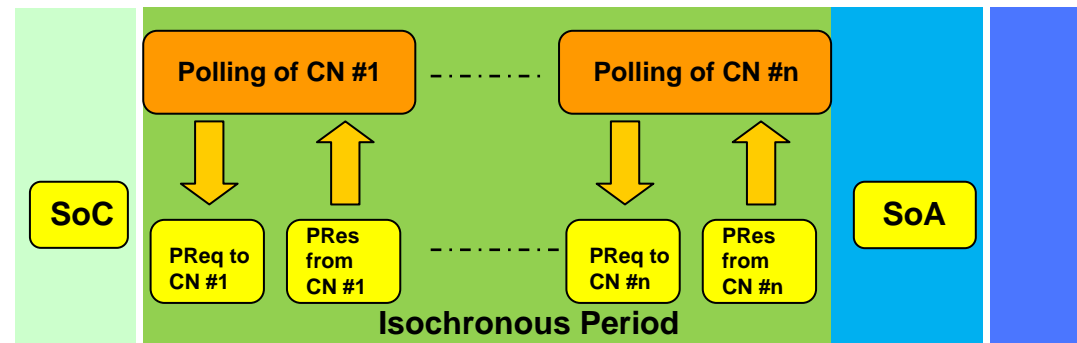 Polling of CN #1
Polling of CN #n
SoC
PReq to
CN #1
PRes
from
CN #1
PReq to
CN #n
PRes
from
CN #n
SoA
Isochronous Period